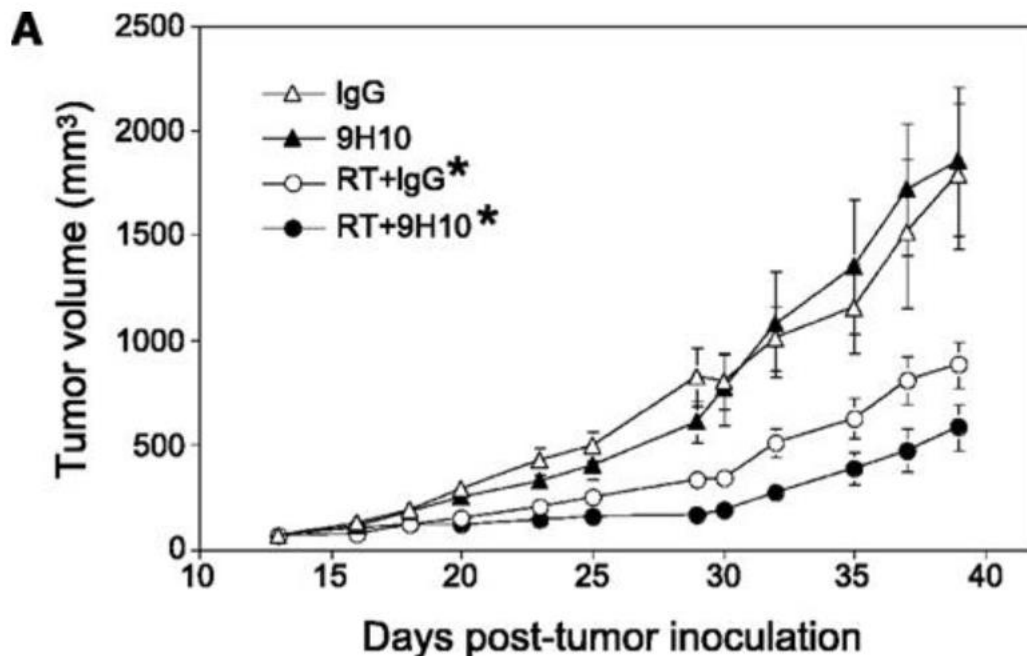 A
2500
2000
1500
1000
500
0
Tumor volume (mm³)
IgG
9H10
RT+IgG*
RT+9H10*
10 15 20 25 30 35 40
Days post-tumor inoculation